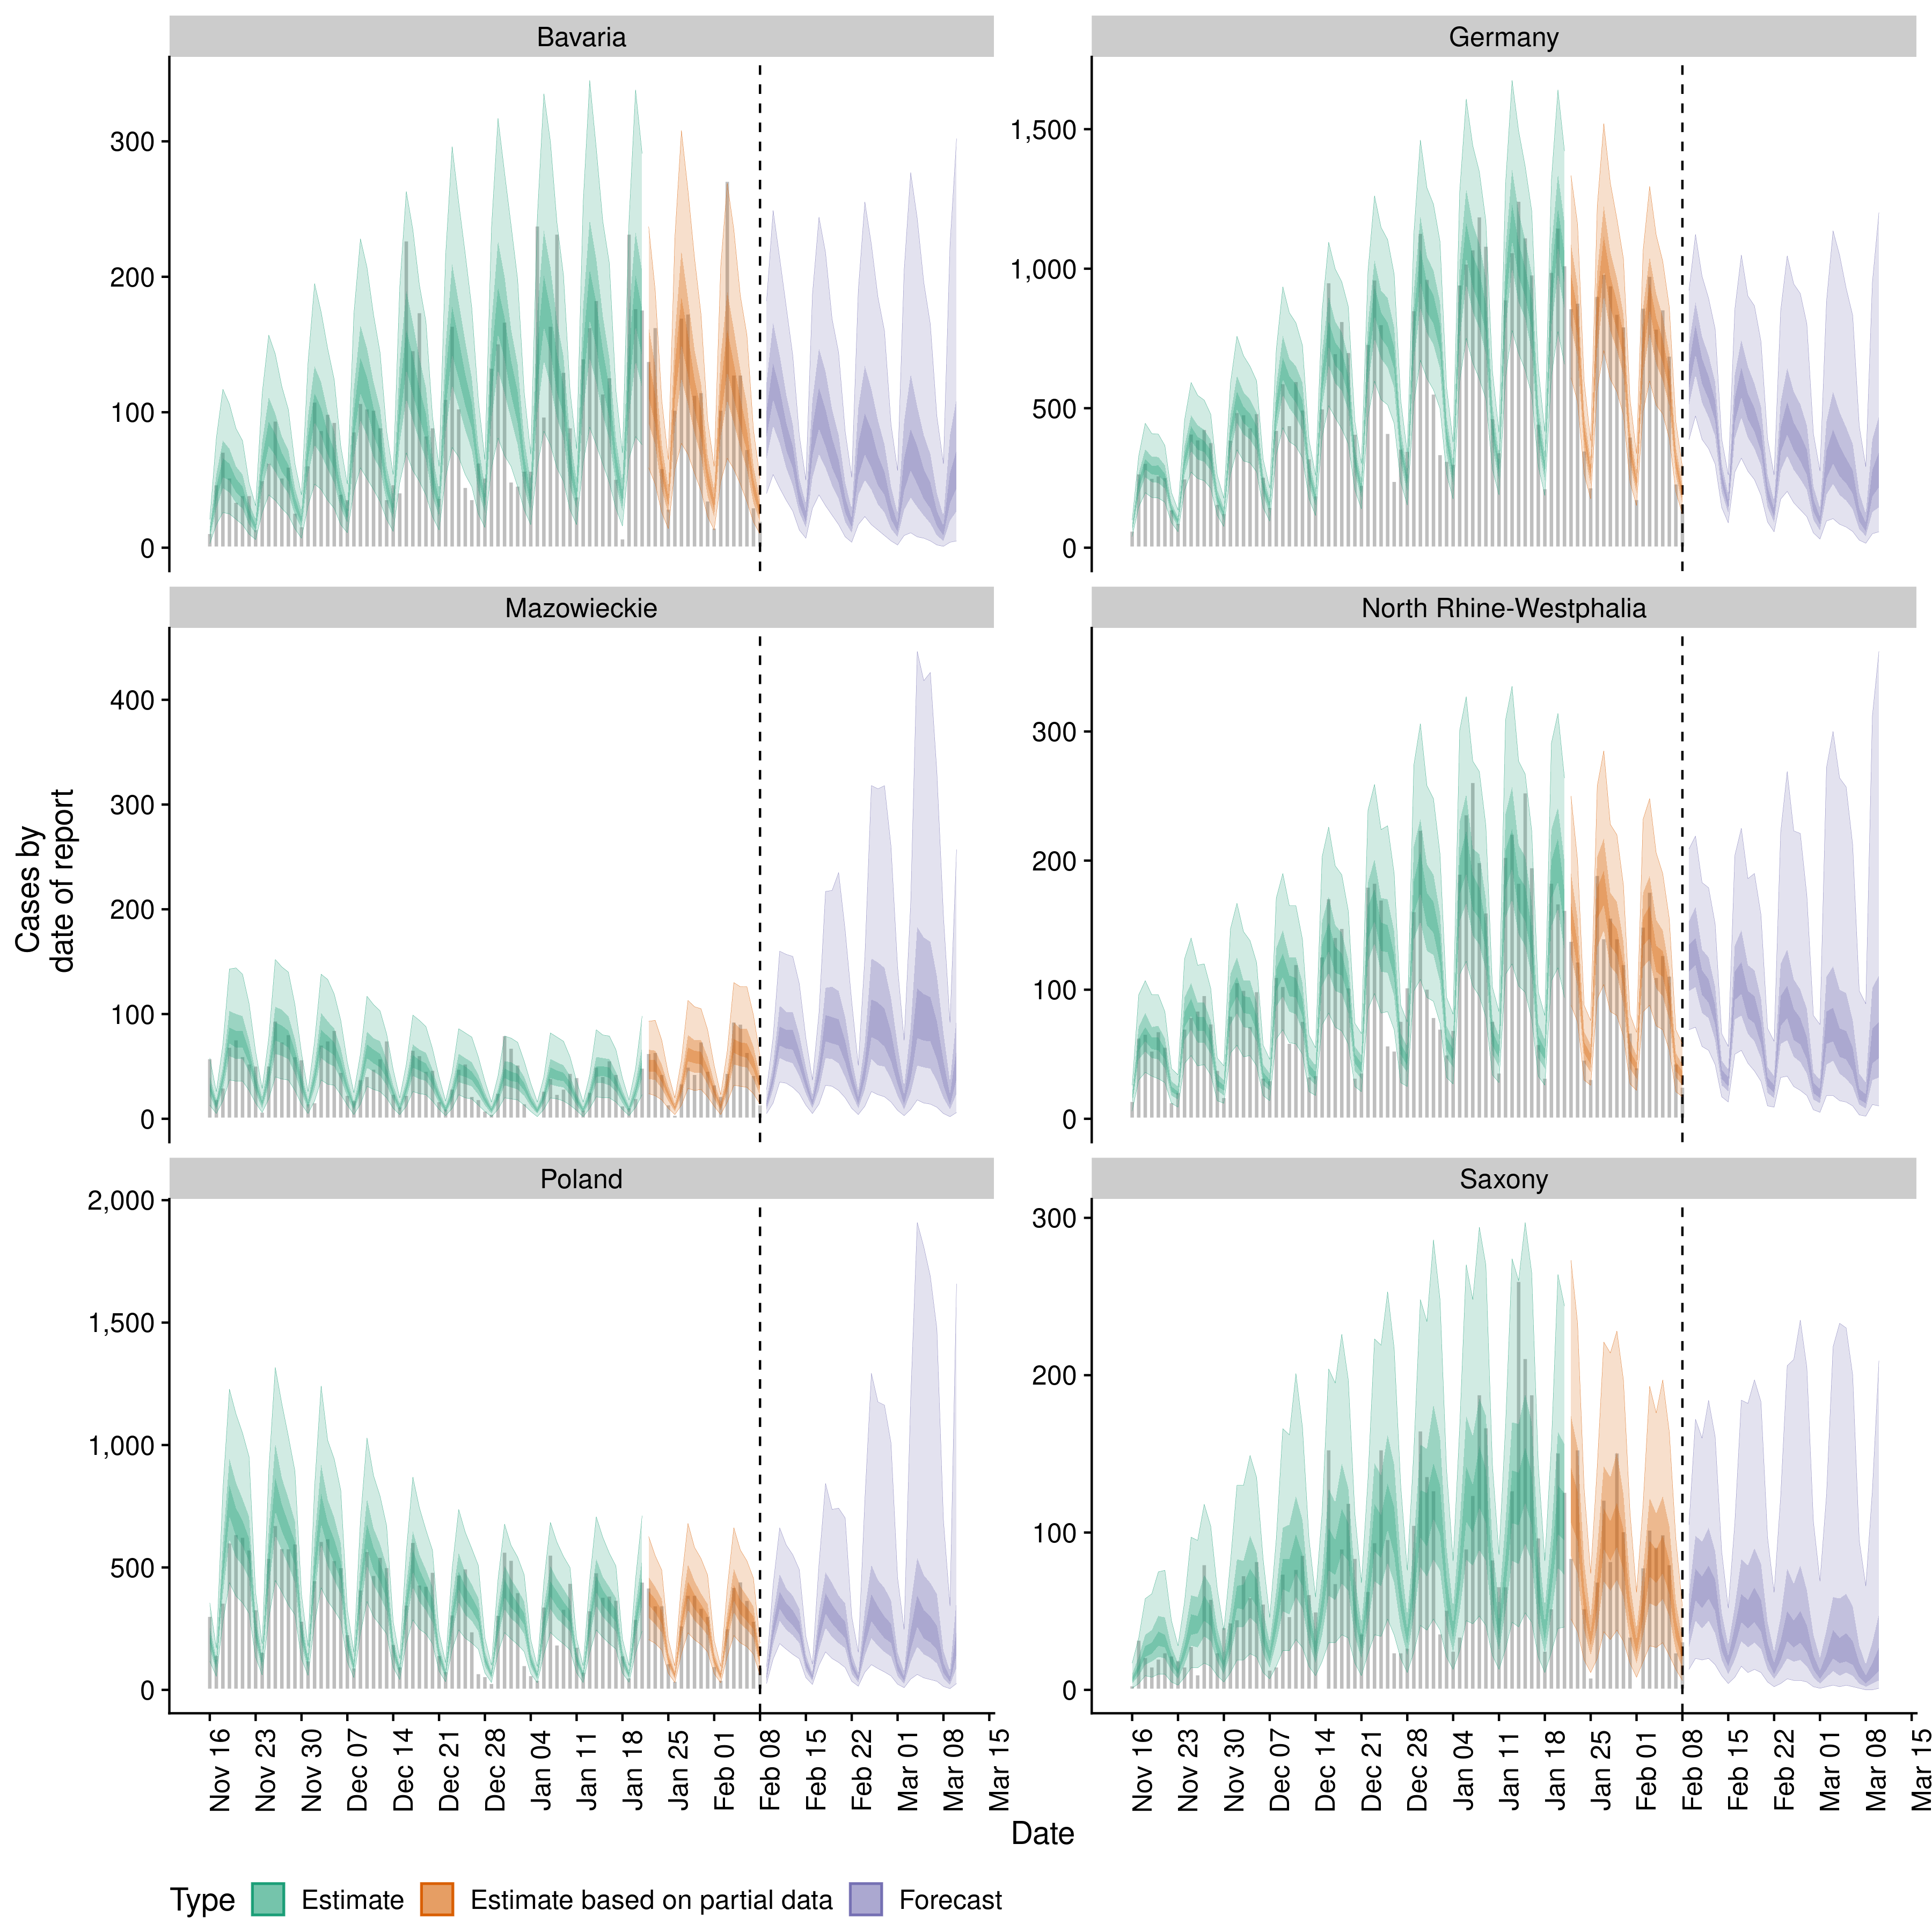 Bavaria
Germany
300
200
100
0
1,500
1,000
500
0
Mazowieckie
North Rhine-Westphalia
400
300
200
100
0
300
200
100
0
Poland
Saxony
2,000
1,500
1,000
500
0
300
200
100
0
Cases by
date of report
Nov 16
Nov 23
Nov 30
Dec 07
Dec 14
Dec 21
Dec 28
Jan 04
Jan 11
Jan 18
Jan 25
Feb 01
Feb 08
Feb 15
Feb 22
Mar 01
Mar 08
Mar 15
Nov 16
Nov 23
Nov 30
Dec 07
Dec 14
Dec 21
Dec 28
Jan 04
Jan 11
Jan 18
Jan 25
Feb 01
Feb 08
Feb 15
Feb 22
Mar 01
Mar 08
Mar 15
Date
Type Estimate Estimate based on partial data Forecast